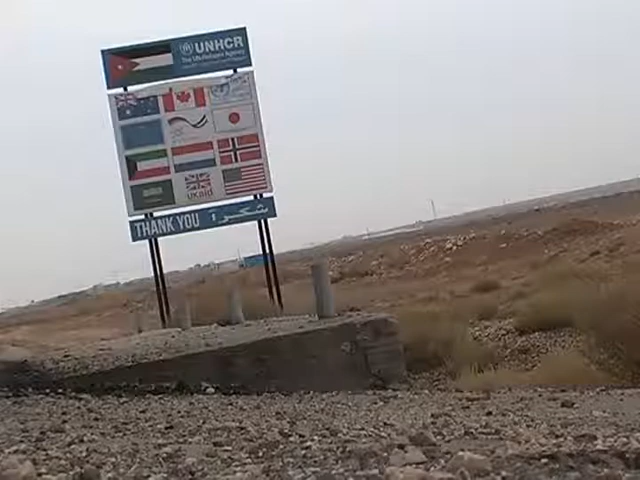 UNHCR
The UN Refugee Agency
UKaid
THANK YOU شكراً